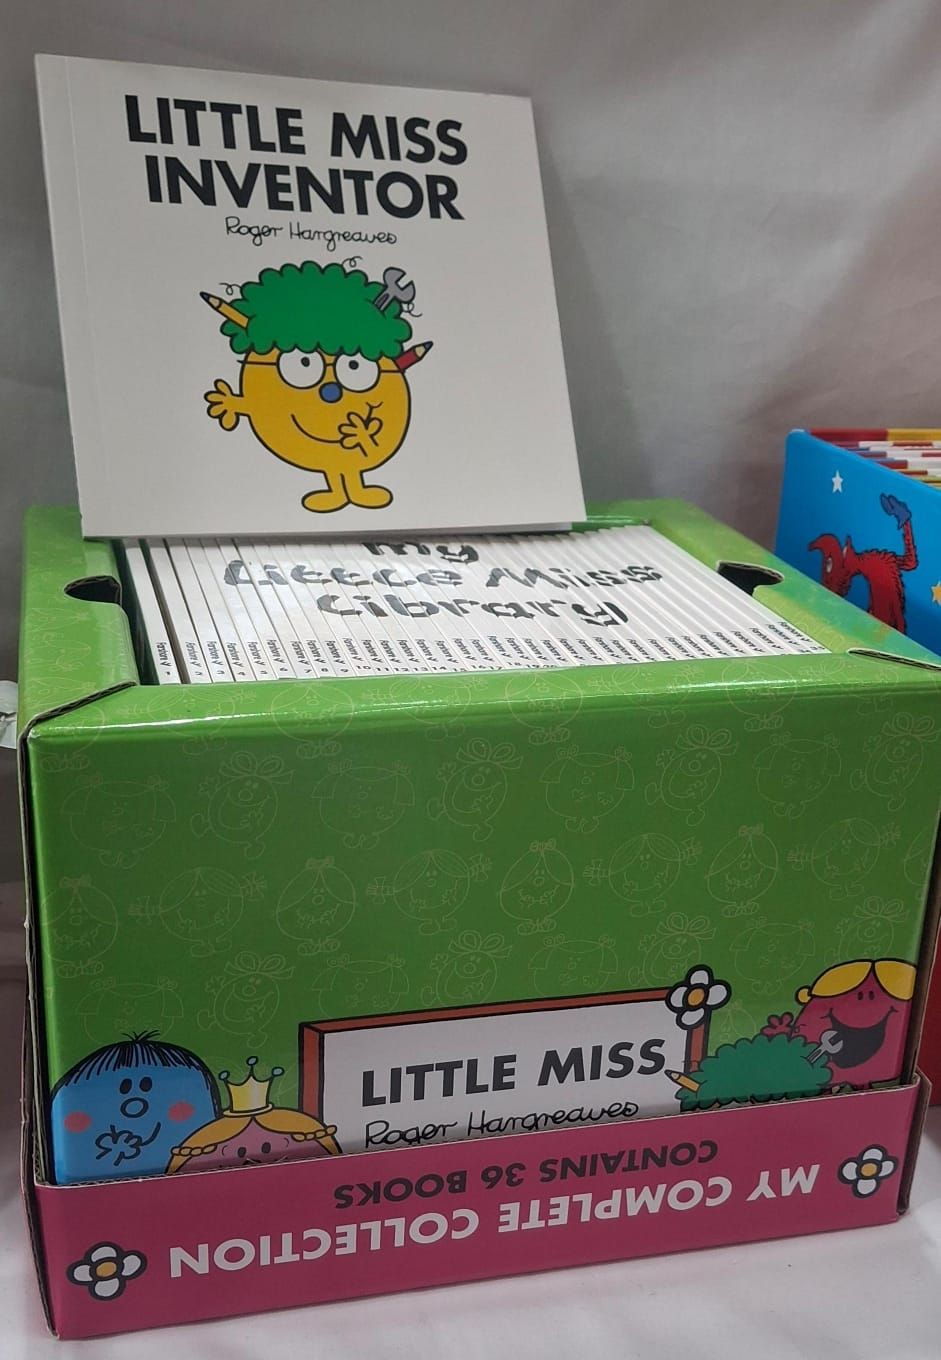 LITTLE MISS
INVENTOR
Roger Hargreaves
My
Little Miss
Library
LITTLE MISS
Roger Hargreaves
MY COMPLETE COLLECTION
CONTAINS 36 BOOKS